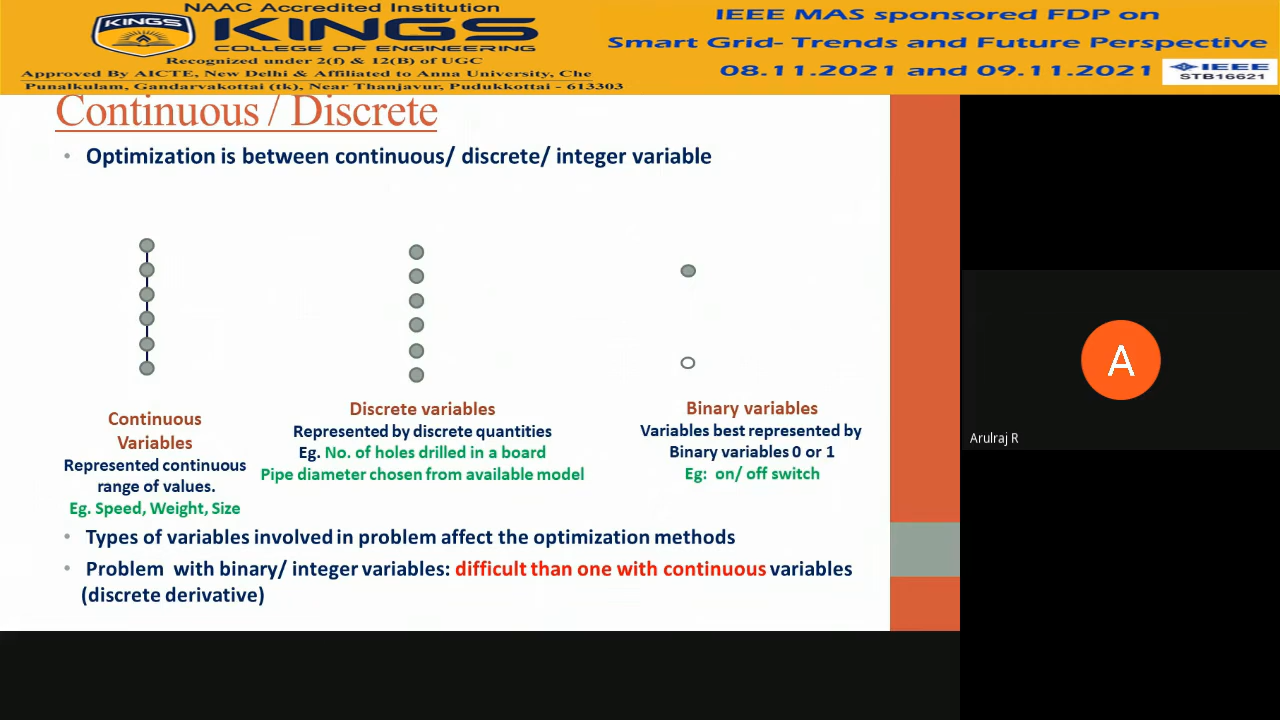 NAAC Accredited Institution
KINGS
KINGS
COLLEGE OF ENGINEERING
Recognized under 2(f) & 12(B) of UGC
Approved By AICTE, New Delhi & Affiliated to Anna University, Che
Punalkulam, Gandarvakottai (tk), Near Thanjavur, Pudukkottai - 613303
IEEE MAS sponsored FDP on
Smart Grid- Trends and Future Perspective
08.11.2021 and 09.11.2021
IEEE
STB16621
Continuous / Discrete
• Optimization is between continuous/ discrete/ integer variable
Continuous
Variables
Represented continuous
range of values.
Eg. Speed, Weight, Size
Discrete variables
Represented by discrete quantities
Eg. No. of holes drilled in a board
Pipe diameter chosen from available model
Binary variables
Variables best represented by
Binary variables 0 or 1
Eg: on/ off switch
• Types of variables involved in problem affect the optimization methods
• Problem with binary/ integer variables: difficult than one with continuous variables
(discrete derivative)
A
Arulraj R